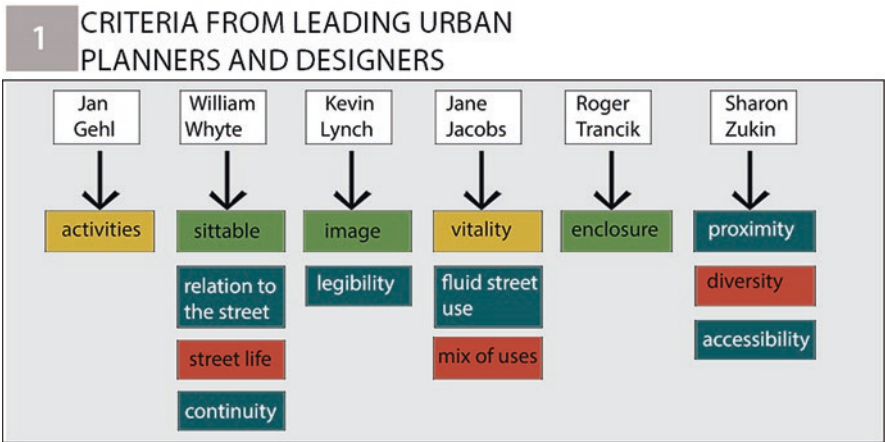 1
CRITERIA FROM LEADING URBAN
PLANNERS AND DESIGNERS
Jan
Gehl
William
Whyte
Kevin
Lynch
Jane
Jacobs
Roger
Trancik
Sharon
Zukin
activities
sittable
image
vitality
enclosure
proximity
relation to
the street
legibility
fluid street
use
diversity
street life
mix of uses
accessibility
continuity